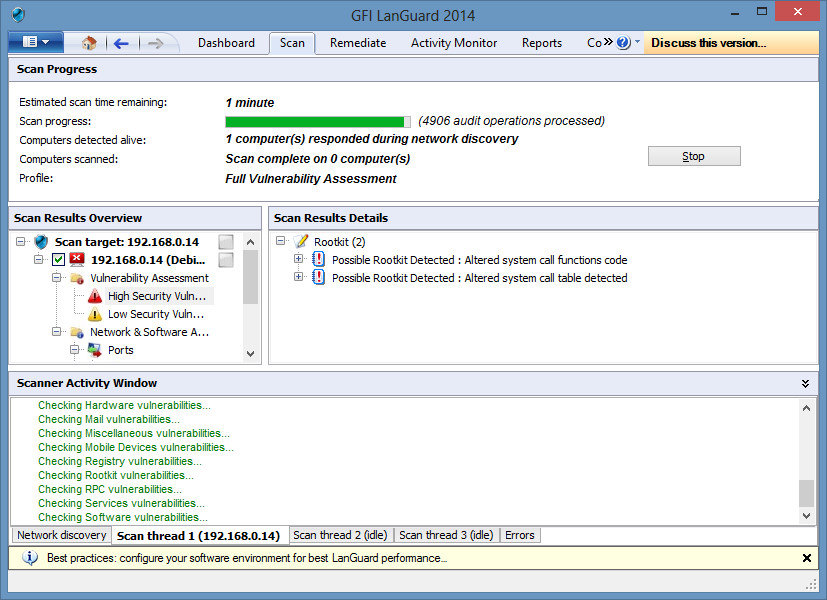 GFI LanGuard 2014
Dashboard Scan Remediate Activity Monitor Reports Co» Discuss this version...
Scan Progress
Estimated scan time remaining: 1 minute
Scan progress: (4906 audit operations processed)
Computers detected alive: 1 computer(s) responded during network discovery
Computers scanned: Scan complete on 0 computer(s)
Profile: Full Vulnerability Assessment
Stop
Scan Results Overview
Scan target: 192.168.0.14
192.168.0.14 (Debi...
Vulnerability Assessment
High Security Vuln...
Low Security Vuln...
Network & Software A...
Ports
Scan Results Details
Rootkit (2)
Possible Rootkit Detected : Altered system call functions code
Possible Rootkit Detected : Altered system call table detected
Scanner Activity Window
Checking Hardware vulnerabilities...
Checking Mail vulnerabilities...
Checking Miscellaneous vulnerabilities...
Checking Mobile Devices vulnerabilities...
Checking Registry vulnerabilities...
Checking Rootkit vulnerabilities...
Checking RPC vulnerabilities...
Checking Services vulnerabilities...
Checking Software vulnerabilities...
Network discovery Scan thread 1 (192.168.0.14) Scan thread 2 (idle) Scan thread 3 (idle) Errors
Best practices: configure your software environment for best LanGuard performance...